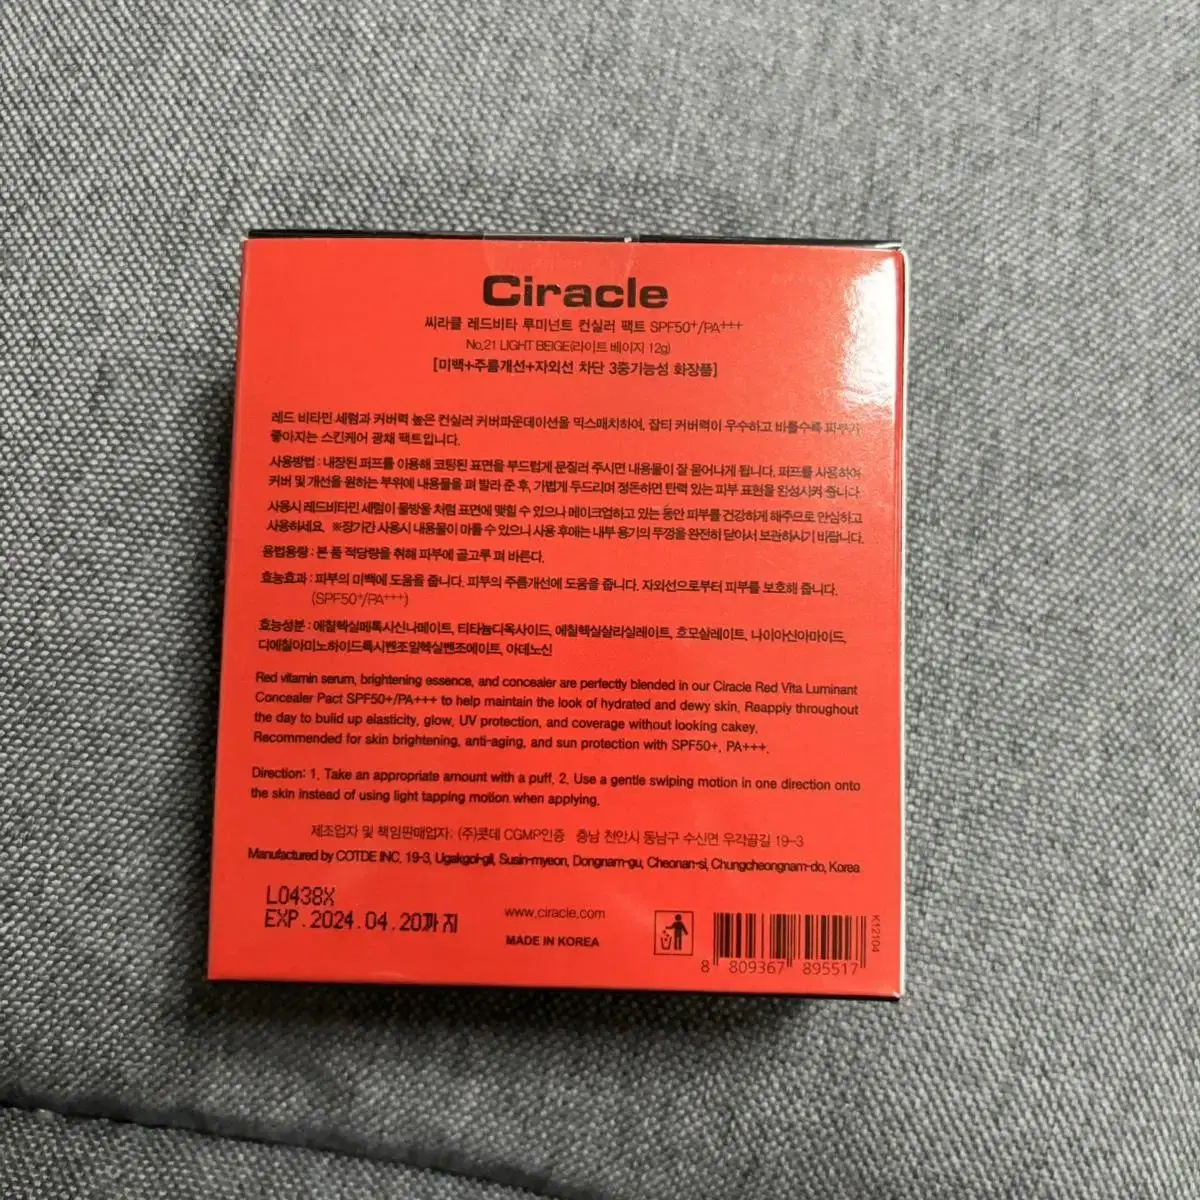 Ciracle
씨라클 레드비타 루미넌트 컨실러 팩트 SPF50+/PA+++
No.21 LIGHT BEIGE(라이트 베이지 12g)
[미백+주름개선+자외선 차단 3중기능성 화장품]
레드 비타민 세럼과 커버력 높은 컨실러 커버파운데이션을 믹스매치하여, 잡티 커버력이 우수하고 바를수록 피부가
좋아지는 스킨케어 광채 팩트입니다.
사용방법 : 내장된 퍼프를 이용해 코팅된 표면을 부드럽게 문질러 주시면 내용물이 잘 묻어나게 됩니다. 퍼프를 사용하여
커버 및 개선을 원하는 부위에 내용물을 펴 발라 준 후, 가볍게 두드리며 정돈하면 탄력 있는 피부 표현을 완성시켜 줍니다.
사용시 레드비타민 세럼이 물방울 처럼 표면에 맺힐 수 있으나 메이크업하고 있는 동안 피부를 건강하게 해주므로 안심하고
사용하세요. ※장기간 사용시 내용물이 마를 수 있으니 사용 후에는 내부 용기의 뚜껑을 완전히 닫아서 보관하시기 바랍니다.
용법용량 : 본 품 적당량을 취해 피부에 골고루 펴 바른다.
효능효과 : 피부의 미백에 도움을 줍니다. 피부의 주름개선에 도움을 줍니다. 자외선으로부터 피부를 보호해 줍니다.
(SPF50+/PA+++)
효능성분 : 에칠헥실메톡시신나메이트, 티타늄디옥사이드, 에칠헥실살리실레이트, 호모살레이트, 나이아신아마이드,
디에칠아미노하이드록시벤조일헥실벤조에이트, 아데노신
Red vitamin serum, brightening essence, and concealer are perfectly blended in our Ciracle Red Vita Luminant
Concealer Pact SPF50+/PA+++ to help maintain the look of hydrated and dewy skin. Reapply throughout
the day to build up elasticity, glow, UV protection, and coverage without looking cakey.
Recommended for skin brightening, anti-aging, and sun protection with SPF50+, PA+++.
Direction: 1. Take an appropriate amount with a puff. 2. Use a gentle swiping motion in one direction onto
the skin instead of using light tapping motion when applying.
제조업자 및 책임판매업자: (주)콧데 CGMP인증 충남 천안시 동남구 수신면 우각골길 19-3
Manufactured by COTDE INC. 19-3, Ugakgol-gil, Susin-myeon, Dongnam-gu, Cheonan-si, Chungcheongnam-do, Korea
L0438X
EXP.2024.04.20까지
www.ciracle.com
MADE IN KOREA
8 809367 895517
K12104